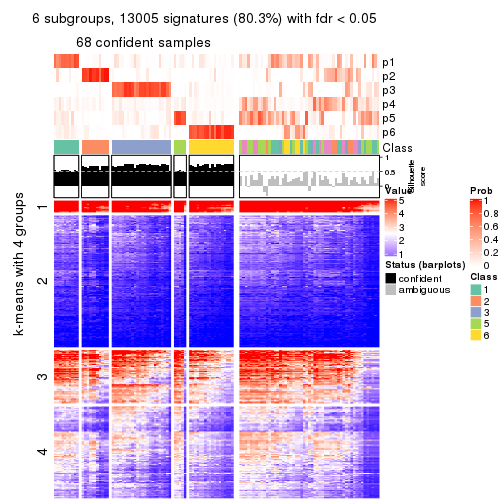 6 subgroups, 13005 signatures (80.3%) with fdr < 0.05
68 confident samples
p1
p2
p3
p4
p5
p6
Class
1
0.5
0
Silhouette
score
k-means with 4 groups
1
2
3
4
Value
5
4
3
2
1
Status (barplots)
confident
ambiguous
Prob
1
0.8
0.6
0.4
0.2
0
Class
1
2
3
5
6